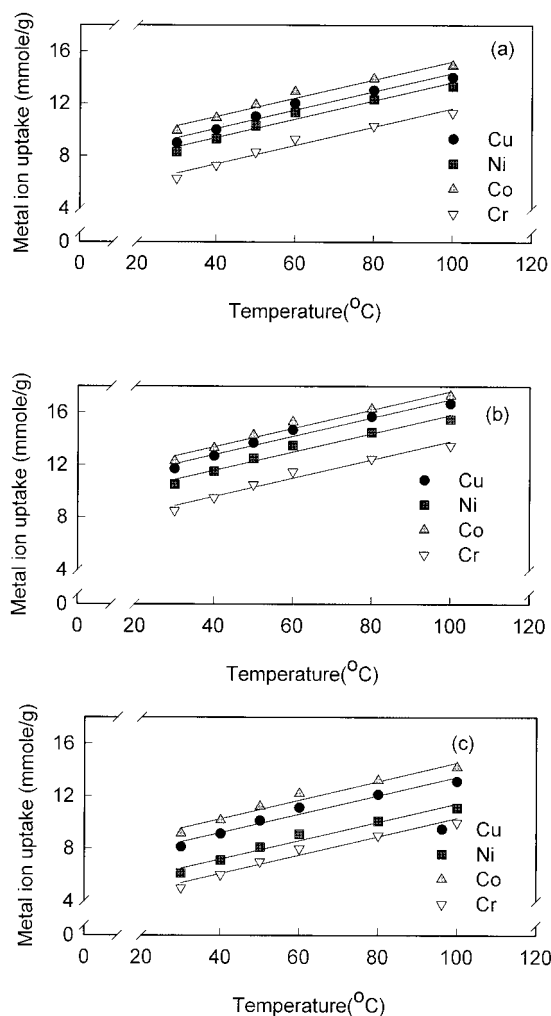 16
12
8
4
0
Metal ion uptake (mmole/g)
(a)
Cu
Ni
Co
Cr
0 20 40 60 80 100 120
Temperature(°C)
16
12
8
4
0
Metal ion uptake (mmole/g)
(b)
Cu
Ni
Co
Cr
0 20 40 60 80 100 120
Temperature(°C)
16
12
8
4
0
Metal ion uptake (mmole/g)
(c)
Cu
Ni
Co
Cr
0 20 40 60 80 100 120
Temperature(°C)